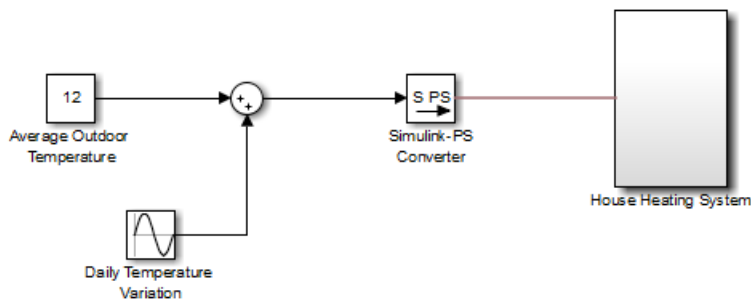 12
Average Outdoor
Temperature
S PS
Simulink-PS
Converter
House Heating System
Daily Temperature
Variation